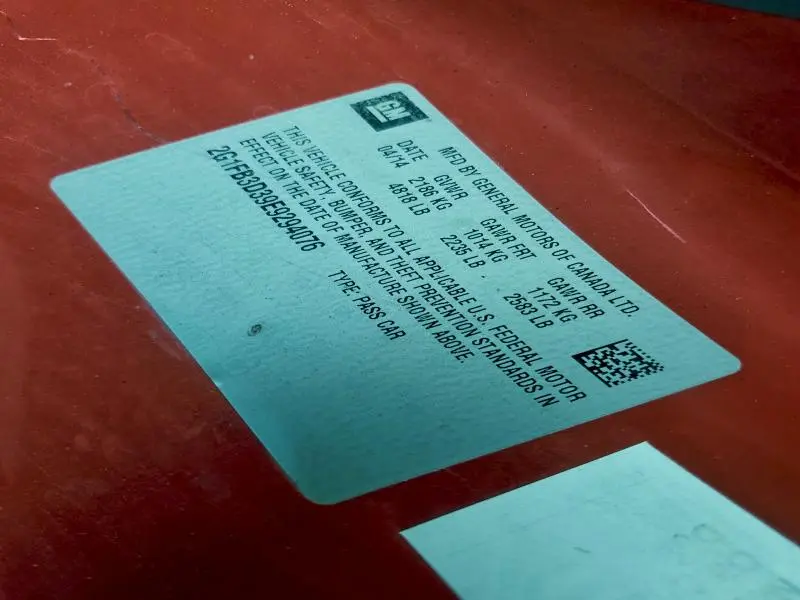 GM
MFD BY GENERAL MOTORS OF CANADA LTD.
DATE GVWR GAWR FRT GAWR RR
04/14 2186 KG 1014 KG 1172 KG
4818 LB 2235 LB 2583 LB
THIS VEHICLE CONFORMS TO ALL APPLICABLE U.S. FEDERAL MOTOR
VEHICLE SAFETY, BUMPER, AND THEFT PREVENTION STANDARDS IN
EFFECT ON THE DATE OF MANUFACTURE SHOWN ABOVE.
2G1FB3D39E9294076 TYPE: PASS CAR